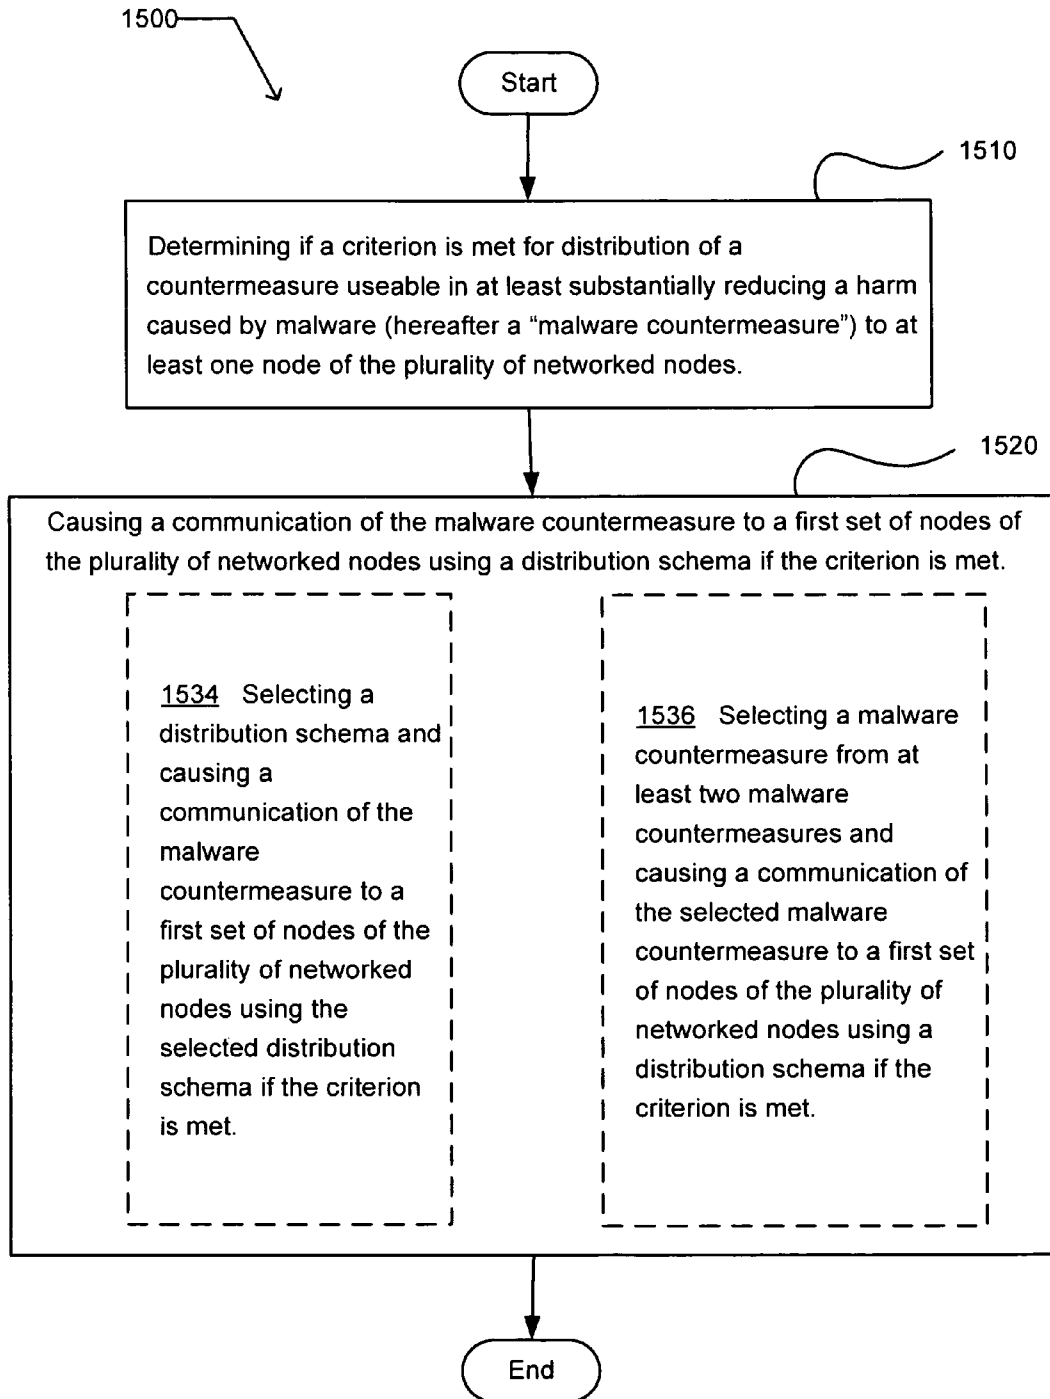 1500
Start
1510
Determining if a criterion is met for distribution of a
countermeasure useable in at least substantially reducing a harm
caused by malware (hereafter a “malware countermeasure”) to at
least one node of the plurality of networked nodes.
1520
Causing a communication of the malware countermeasure to a first set of nodes of
the plurality of networked nodes using a distribution schema if the criterion is met.
1534 Selecting a
distribution schema and
causing a
communication of the
malware
countermeasure to a
first set of nodes of the
plurality of networked
nodes using the
selected distribution
schema if the criterion
is met.
1536 Selecting a malware
countermeasure from at
least two malware
countermeasures and
causing a communication of
the selected malware
countermeasure to a first set
of nodes of the plurality of
networked nodes using a
distribution schema if the
criterion is met.
End